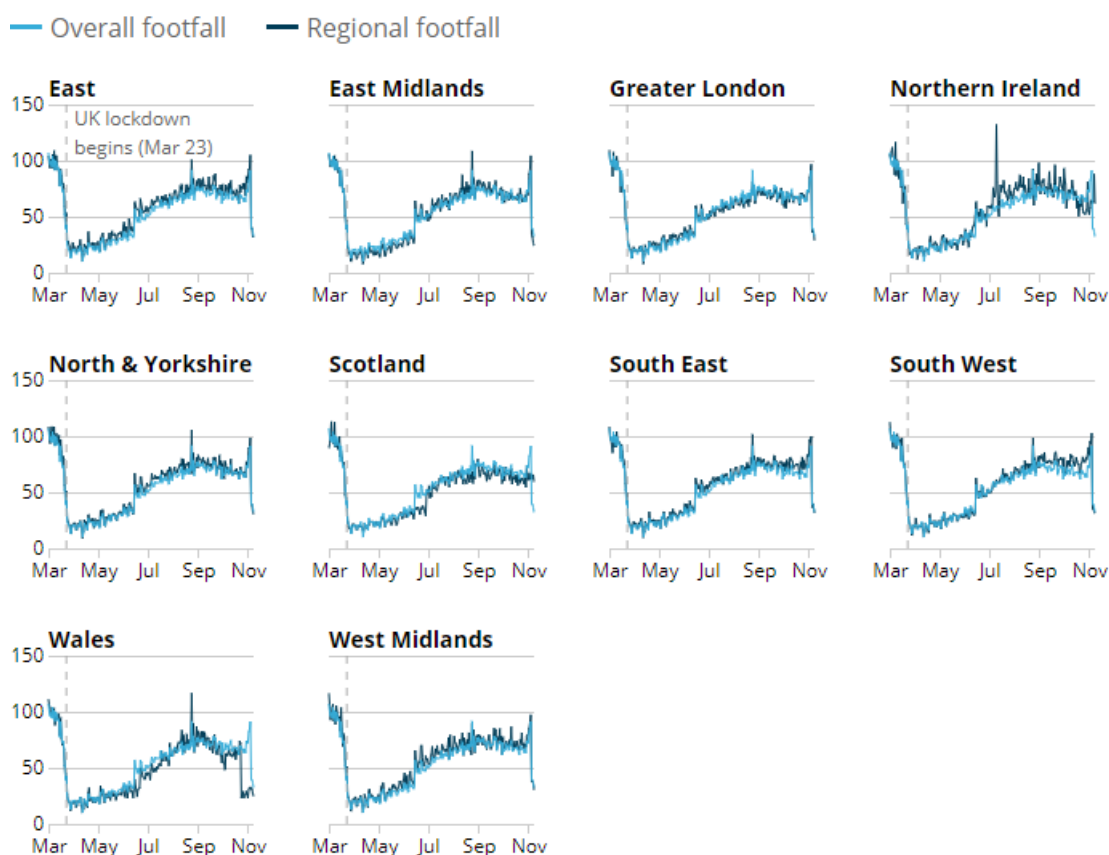 Overall footfall Regional footfall
East East Midlands Greater London Northern Ireland
150
UK lockdown
begins (Mar 23)
100
50
0
Mar May Jul Sep Nov Mar May Jul Sep Nov Mar May Jul Sep Nov Mar May Jul Sep Nov
North & Yorkshire Scotland South East South West
150
100
50
0
Mar May Jul Sep Nov Mar May Jul Sep Nov Mar May Jul Sep Nov Mar May Jul Sep Nov
Wales West Midlands
150
100
50
0
Mar May Jul Sep Nov Mar May Jul Sep Nov